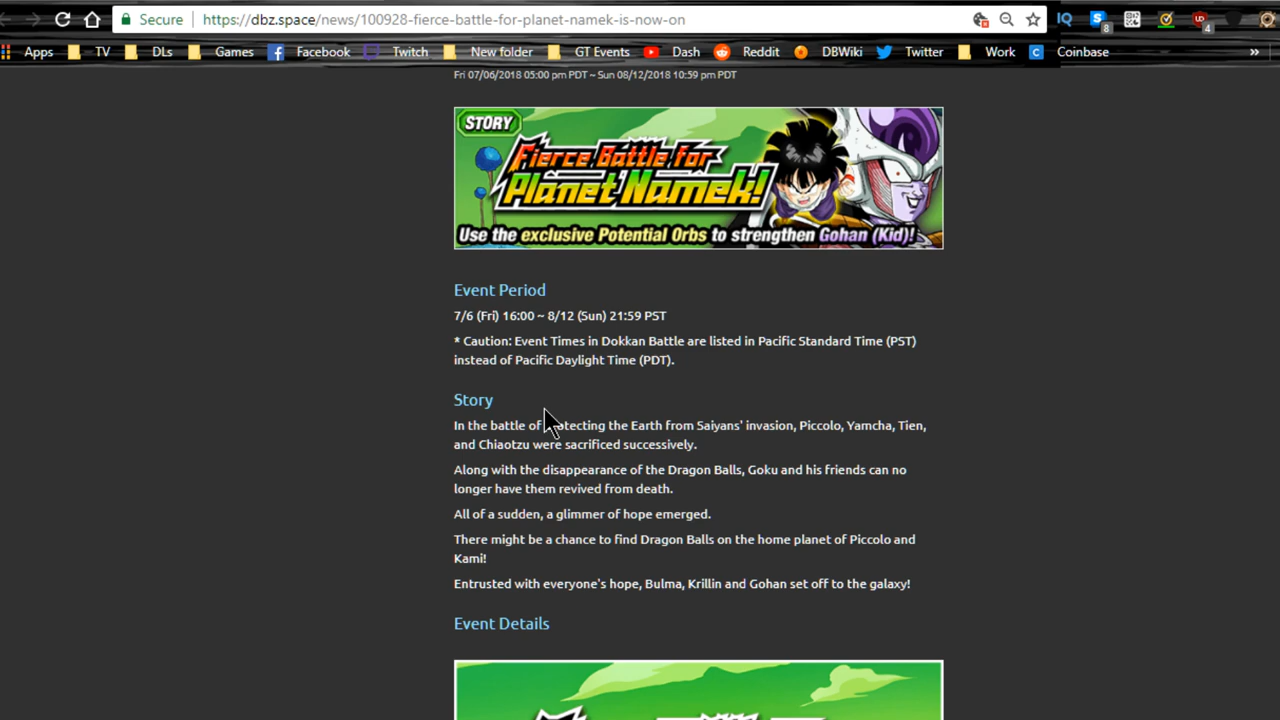 Secure https://dbz.space/news/100928-fierce-battle-for-planet-namek-is-now-on
IQ S 8 UD 4
Apps TV DLs Games Facebook Twitch New folder GT Events Dash Reddit DBWiki Twitter Work C Coinbase »
Fri 07/06/2018 05:00 pm PDT ~ Sun 08/12/2018 10:59 pm PDT
STORY
Fierce Battle for
Planet Namek!
Use the exclusive Potential Orbs to strengthen Gohan (Kid)!
Event Period
7/6 (Fri) 16:00 ~ 8/12 (Sun) 21:59 PST
* Caution: Event Times in Dokkan Battle are listed in Pacific Standard Time (PST)
instead of Pacific Daylight Time (PDT).
Story
In the battle of protecting the Earth from Saiyans' invasion, Piccolo, Yamcha, Tien,
and Chiaotzu were sacrificed successively.
Along with the disappearance of the Dragon Balls, Goku and his friends can no
longer have them revived from death.
All of a sudden, a glimmer of hope emerged.
There might be a chance to find Dragon Balls on the home planet of Piccolo and
Kami!
Entrusted with everyone's hope, Bulma, Krillin and Gohan set off to the galaxy!
Event Details